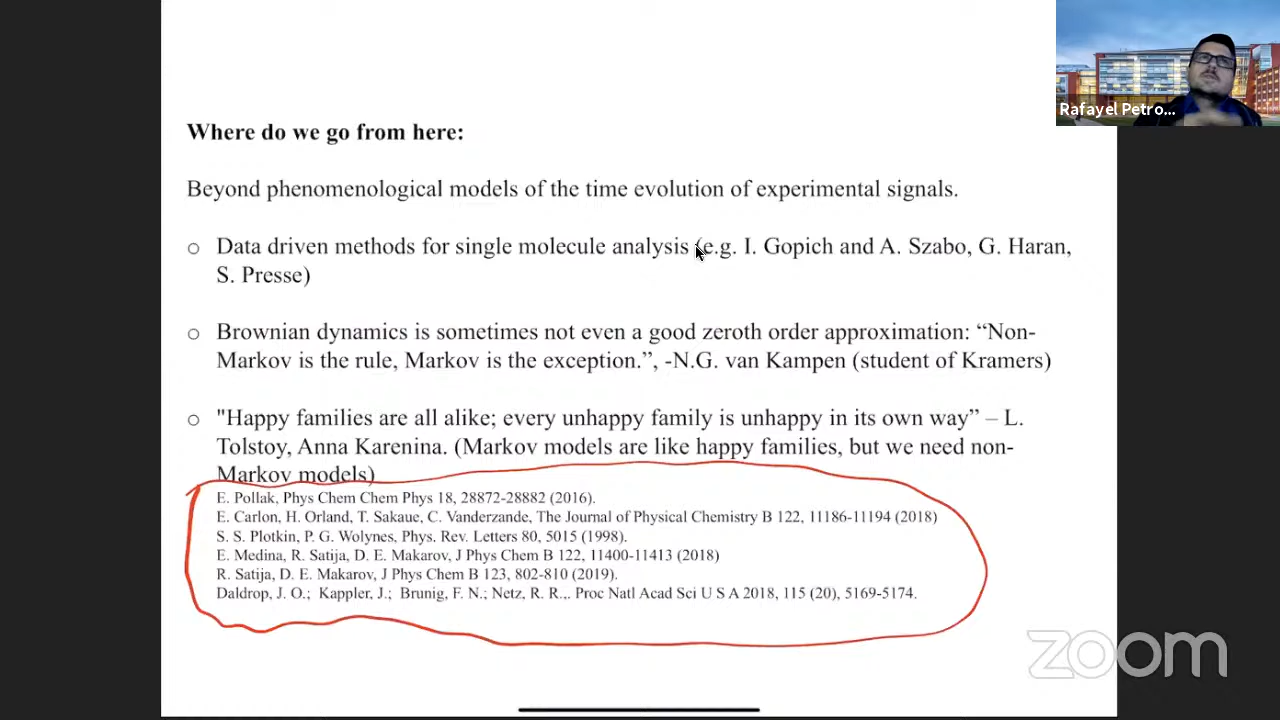 Rafayel Petro...
Where do we go from here:
Beyond phenomenological models of the time evolution of experimental signals.
o Data driven methods for single molecule analysis (e.g. I. Gopich and A. Szabo, G. Haran,
S. Presse)
o Brownian dynamics is sometimes not even a good zeroth order approximation: “Non-
Markov is the rule, Markov is the exception.”, -N.G. van Kampen (student of Kramers)
o "Happy families are all alike; every unhappy family is unhappy in its own way” – L.
Tolstoy, Anna Karenina. (Markov models are like happy families, but we need non-
Markov models)
E. Pollak, Phys Chem Chem Phys 18, 28872-28882 (2016).
E. Carlon, H. Orland, T. Sakaue, C. Vanderzande, The Journal of Physical Chemistry B 122, 11186-11194 (2018)
S. S. Plotkin, P. G. Wolynes, Phys. Rev. Letters 80, 5015 (1998).
E. Medina, R. Satija, D. E. Makarov, J Phys Chem B 122, 11400-11413 (2018)
R. Satija, D. E. Makarov, J Phys Chem B 123, 802-810 (2019).
Daldrop, J. O.; Kappler, J.; Brunig, F. N.; Netz, R. R.,. Proc Natl Acad Sci U S A 2018, 115 (20), 5169-5174.
zoom